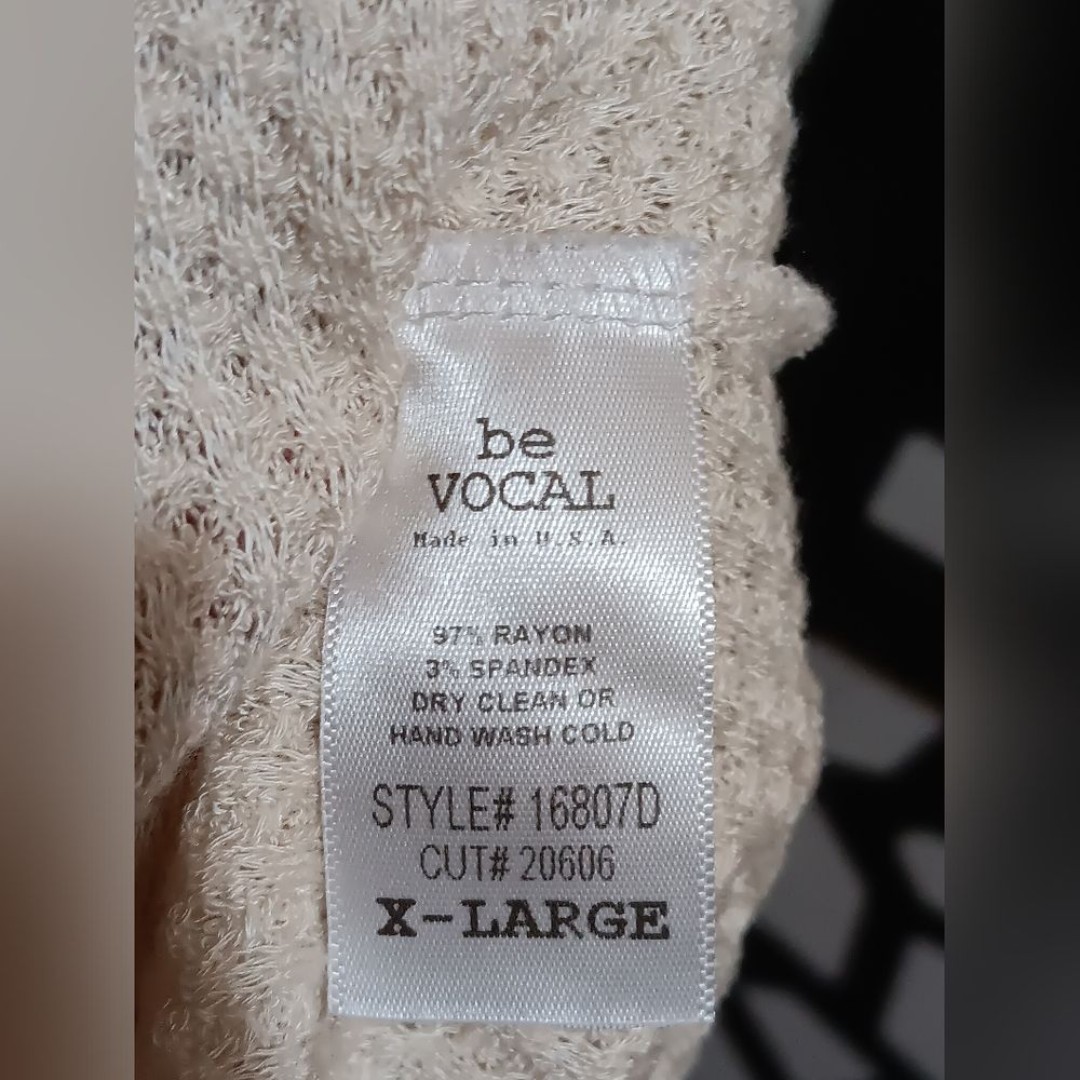 be
VOCAL
Made in U.S.A.
97% RAYON
3% SPANDEX
DRY CLEAN OR
HAND WASH COLD
STYLE# 16807D
CUT# 20606
X-LARGE